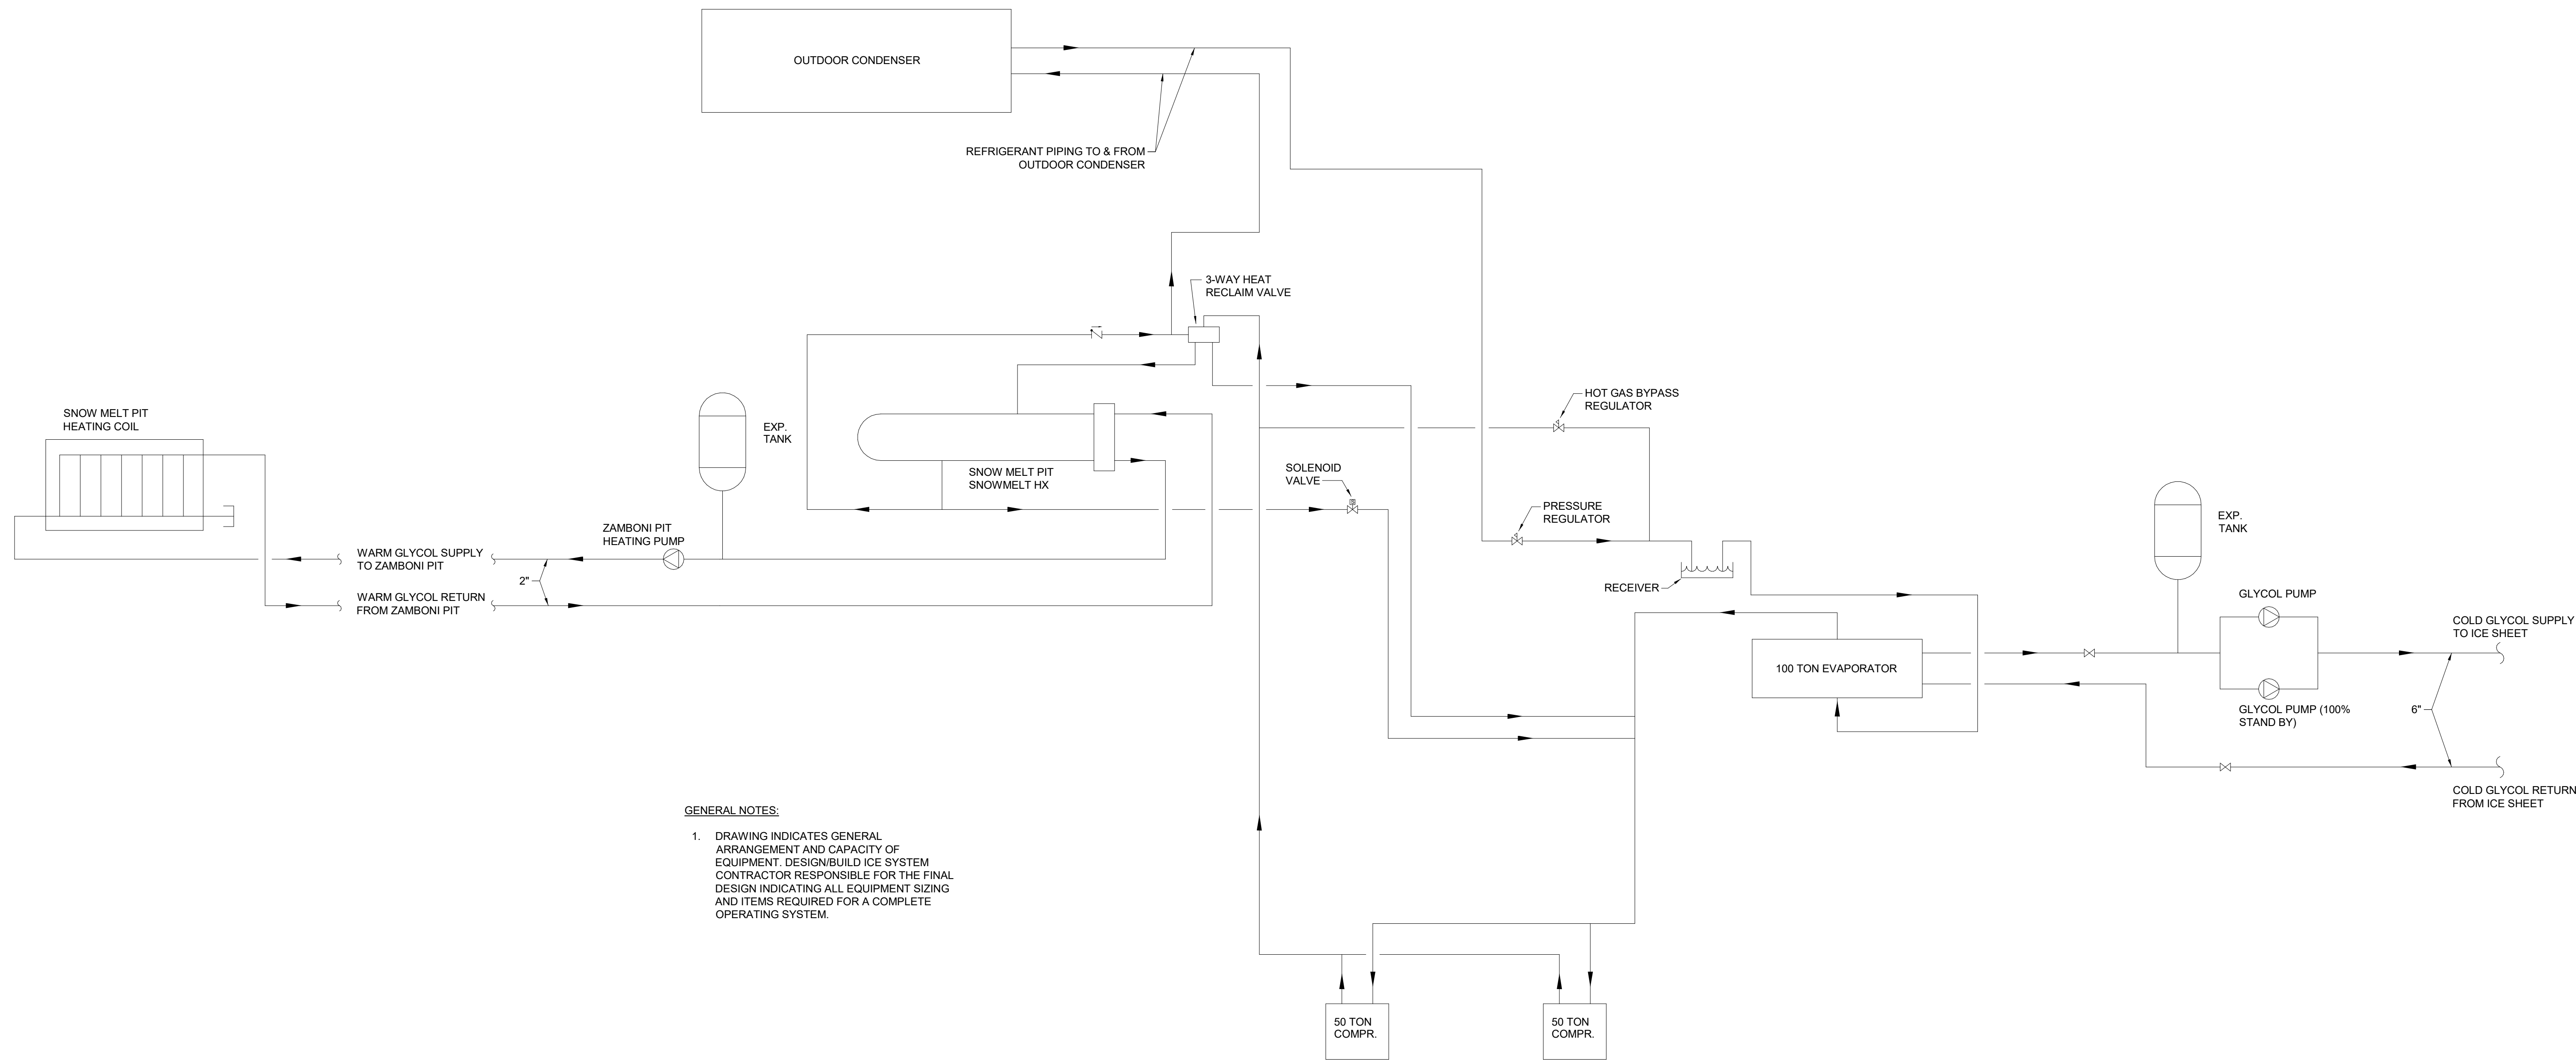 OUTDOOR CONDENSER
REFRIGERANT PIPING TO & FROM
OUTDOOR CONDENSER
3-WAY HEAT
RECLAIM VALVE
HOT GAS BYPASS
REGULATOR
SNOW MELT PIT
HEATING COIL
EXP.
TANK
SNOW MELT PIT
SNOWMELT HX
SOLENOID
VALVE
PRESSURE
REGULATOR
ZAMBONI PIT
HEATING PUMP
WARM GLYCOL SUPPLY
TO ZAMBONI PIT
2"
WARM GLYCOL RETURN
FROM ZAMBONI PIT
RECEIVER
EXP.
TANK
GLYCOL PUMP
COLD GLYCOL SUPPLY
TO ICE SHEET
100 TON EVAPORATOR
GLYCOL PUMP (100%
STAND BY)
6"
COLD GLYCOL RETURN
FROM ICE SHEET
GENERAL NOTES:
1. DRAWING INDICATES GENERAL
ARRANGEMENT AND CAPACITY OF
EQUIPMENT. DESIGN/BUILD ICE SYSTEM
CONTRACTOR RESPONSIBLE FOR THE FINAL
DESIGN INDICATING ALL EQUIPMENT SIZING
AND ITEMS REQUIRED FOR A COMPLETE
OPERATING SYSTEM.
50 TON
COMPR.
50 TON
COMPR.